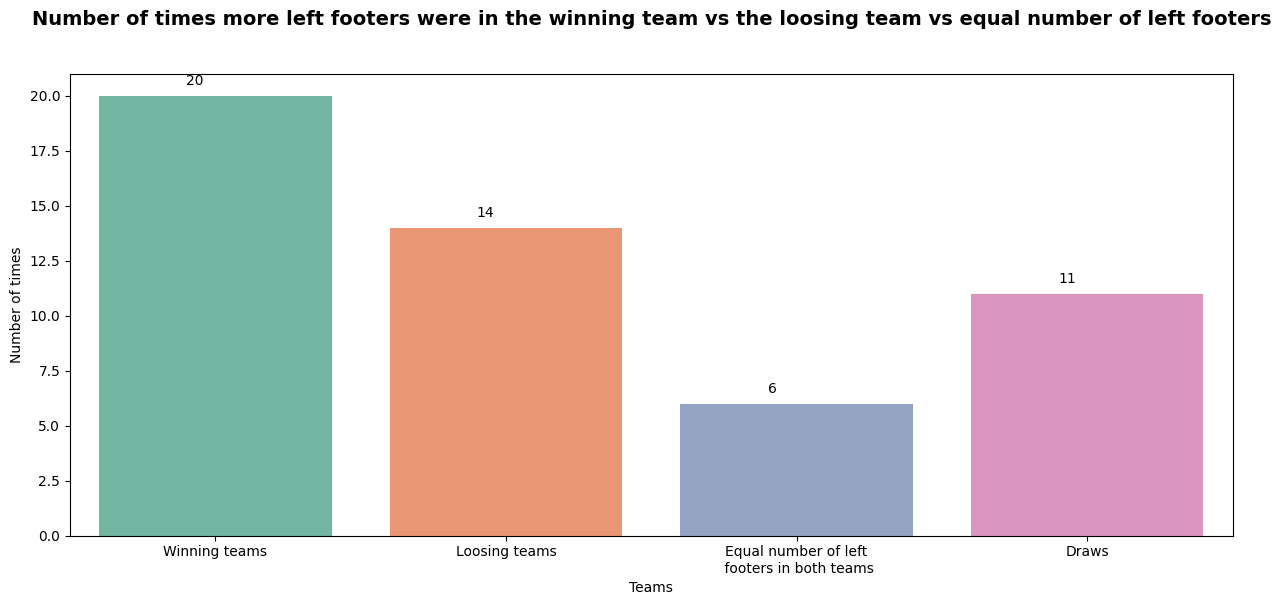 Number of times more left footers were in the winning team vs the loosing team vs equal number of left footers
20
20.0
17.5
15.0
14
12.5
11
10.0
7.5
6
5.0
2.5
0.0
Number of times
Winning teams
Loosing teams
Equal number of left
footers in both teams
Draws
Teams